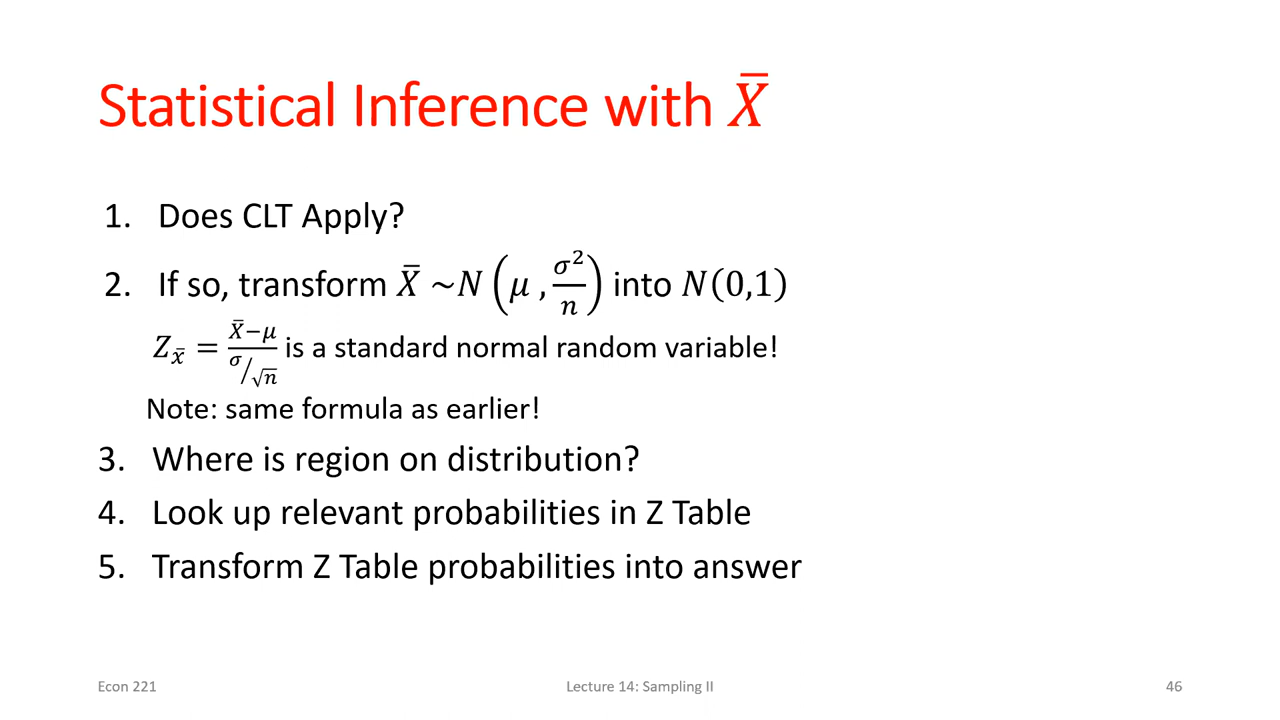 Statistical Inference with X̄
1. Does CLT Apply?
2. If so, transform X̄ ~N(μ, σ²/n) into N(0,1)
Z_x̄ = (X̄−μ)/(σ/√n) is a standard normal random variable!
Note: same formula as earlier!
3. Where is region on distribution?
4. Look up relevant probabilities in Z Table
5. Transform Z Table probabilities into answer
Econ 221
Lecture 14: Sampling II
46